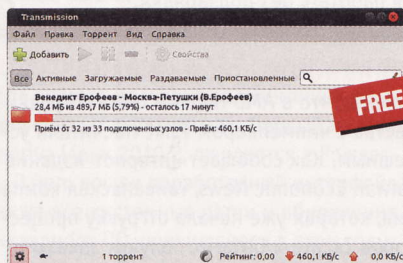 Transmission
Файл Правка Торрент Вид Справка
Добавить Свойства
Все Активные Загружаемые Раздаваемые Приостановленные
Венедикт Ерофеев - Москва-Петушки (В.Ерофеев)
28,4 МБ из 489,7 МБ (5,79%) - осталось 17 минут
Приём от 32 из 33 подключенных узлов - Приём: 460,1 КБ/с
FREE
1 торрент Рейтинг: 0,00 460,1 КБ/с 0,0 КБ/с